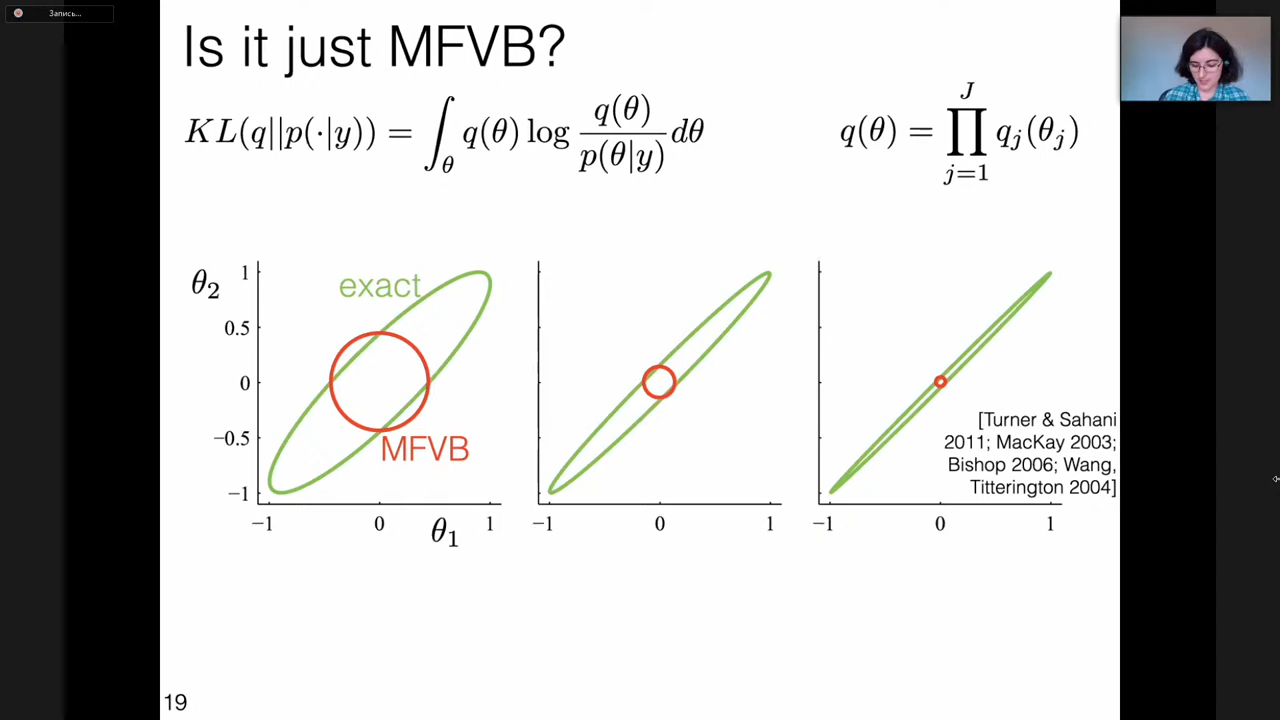 Запись...
Is it just MFVB?
KL(q||p(·|y)) = ∫_θ q(θ) log q(θ)/p(θ|y) dθ
q(θ) = ∏_{j=1}^{J} q_j(θ_j)
θ₂
1
0.5
0
−0.5
−1
exact
MFVB
−1 0 1
θ₁
−1 0 1
−1 0 1
[Turner & Sahani
2011; MacKay 2003;
Bishop 2006; Wang,
Titterington 2004]
19